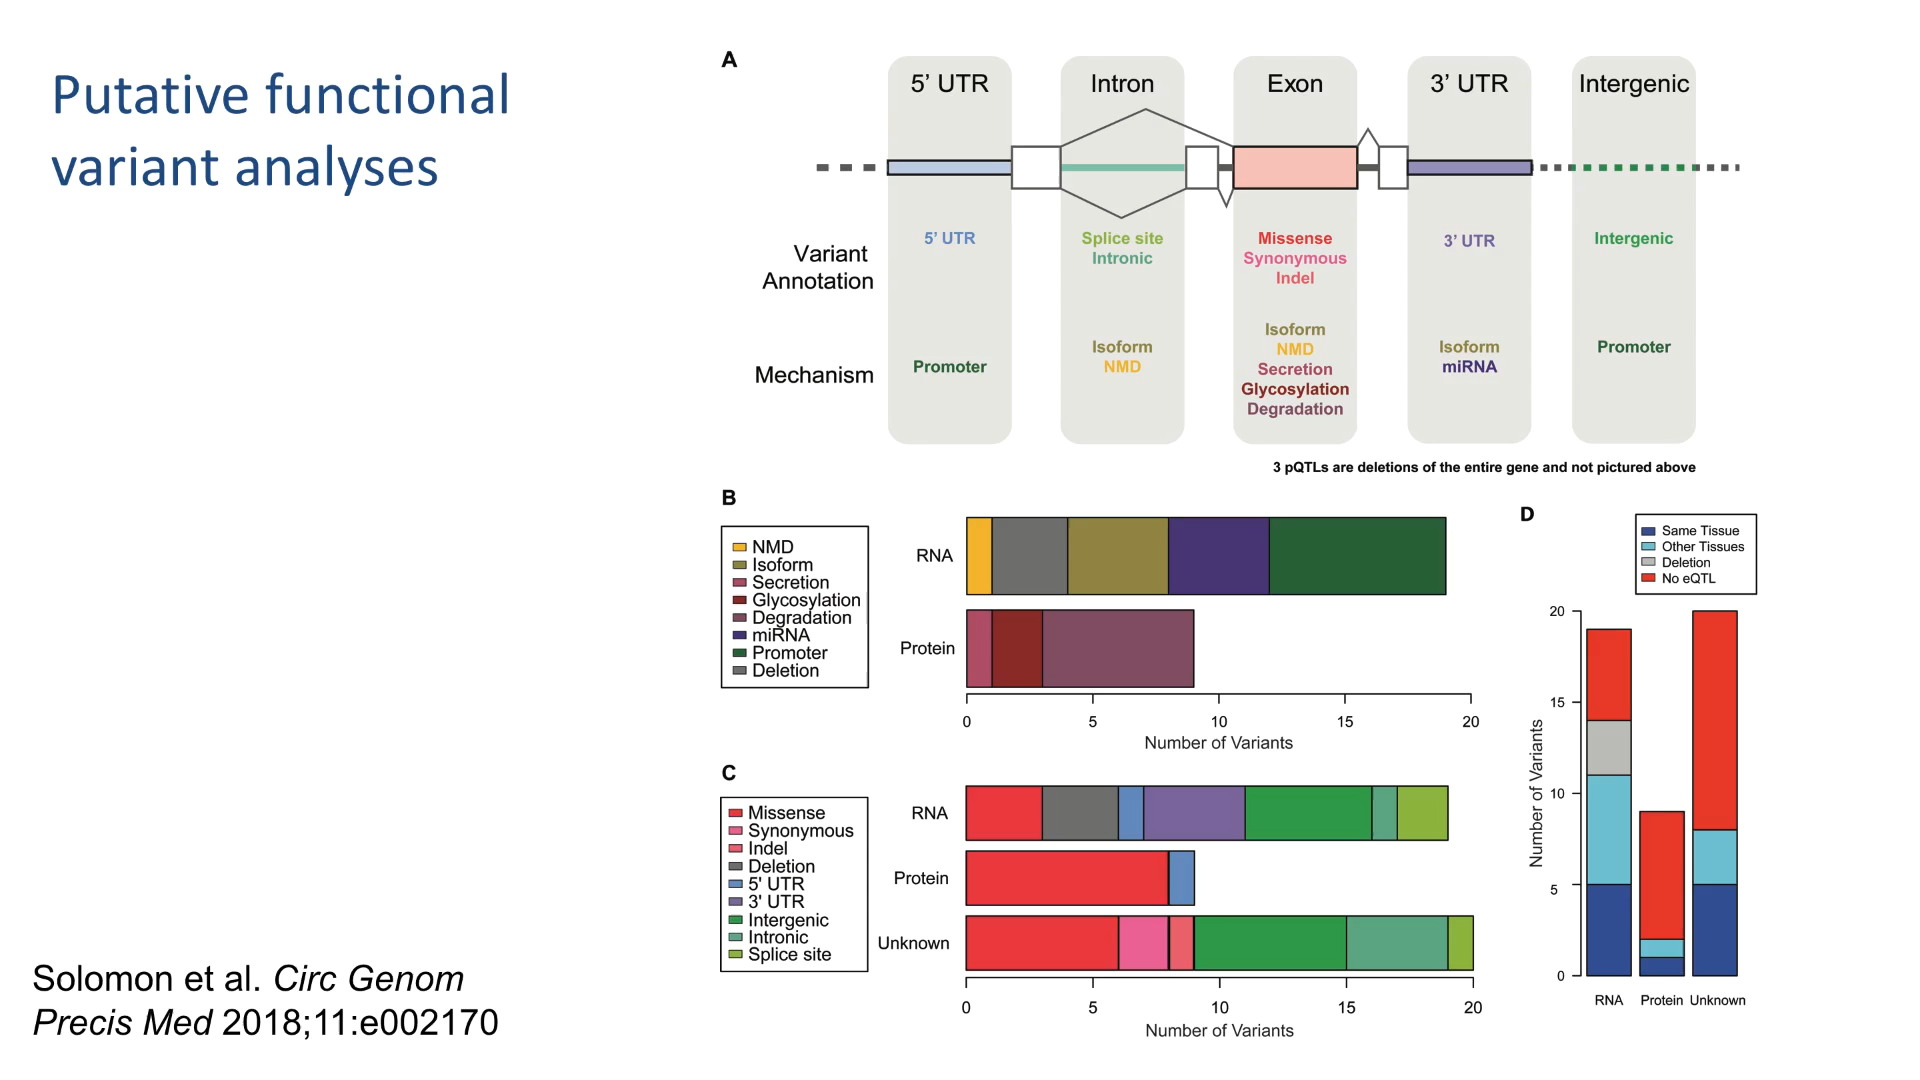 Putative functional
variant analyses
A
5’ UTR
Intron
Exon
3’ UTR
Intergenic
Variant
Annotation
5’ UTR
Splice site
Intronic
Missense
Synonymous
Indel
3’ UTR
Intergenic
Mechanism
Promoter
Isoform
NMD
Isoform
NMD
Secretion
Glycosylation
Degradation
Isoform
miRNA
Promoter
3 pQTLs are deletions of the entire gene and not pictured above
B
NMD
Isoform
Secretion
Glycosylation
Degradation
miRNA
Promoter
Deletion
RNA
Protein
0 5 10 15 20
Number of Variants
C
Missense
Synonymous
Indel
Deletion
5' UTR
3' UTR
Intergenic
Intronic
Splice site
RNA
Protein
Unknown
0 5 10 15 20
Number of Variants
D
Same Tissue
Other Tissues
Deletion
No eQTL
20
15
10
5
0
Number of Variants
RNA Protein Unknown
Solomon et al. Circ Genom
Precis Med 2018;11:e002170